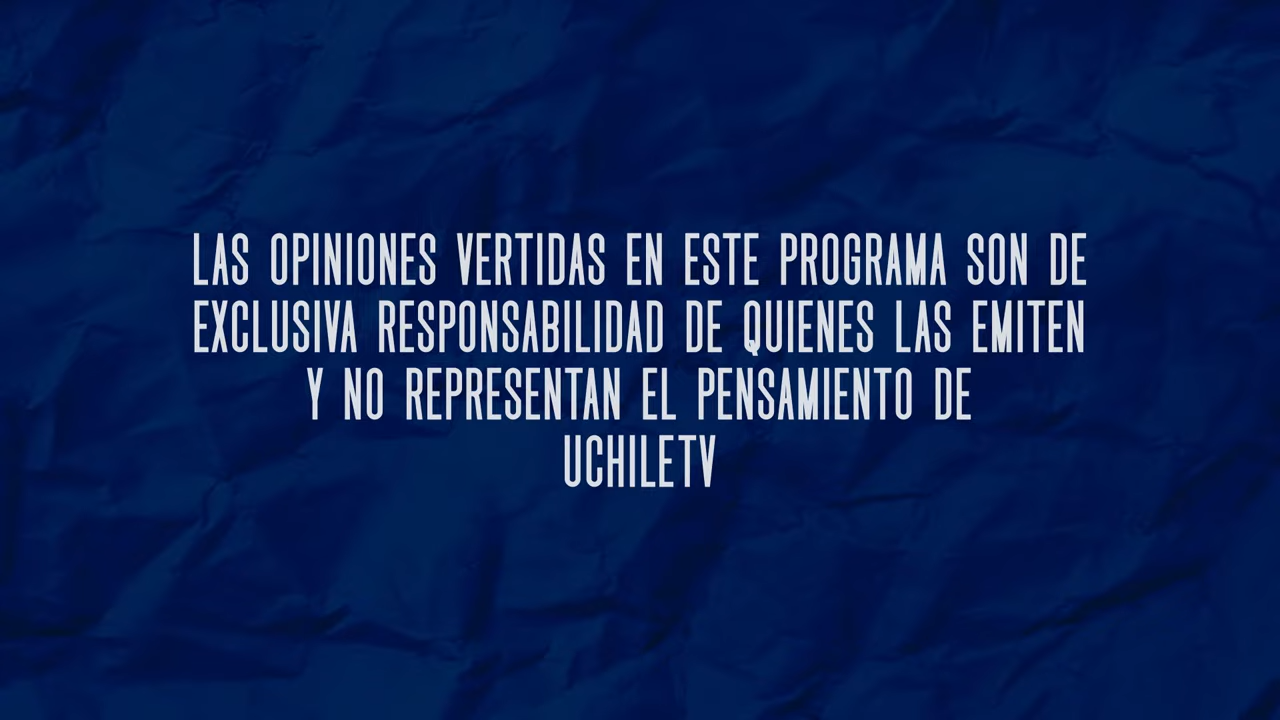 LAS OPINIONES VERTIDAS EN ESTE PROGRAMA SON DE
EXCLUSIVA RESPONSABILIDAD DE QUIENES LAS EMITEN
Y NO REPRESENTAN EL PENSAMIENTO DE
UCHILETV